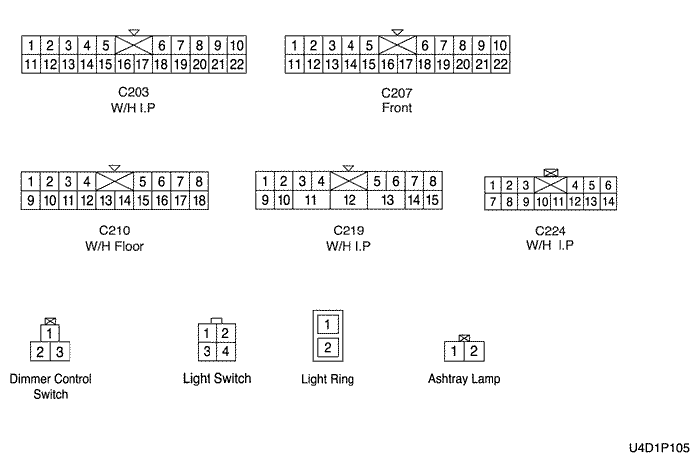 1 2 3 4 5 6 7 8 9 10
11 12 13 14 15 16 17 18 19 20 21 22
C203
W/H I.P
1 2 3 4 5 6 7 8 9 10
11 12 13 14 15 16 17 18 19 20 21 22
C207
Front
1 2 3 4 5 6 7 8
9 10 11 12 13 14 15 16 17 18
C210
W/H Floor
1 2 3 4 5 6 7 8
9 10 11 12 13 14 15
C219
W/H I.P
1 2 3 4 5 6
7 8 9 10 11 12 13 14
C224
W/H I.P
1
2 3
Dimmer Control
Switch
1 2
3 4
Light Switch
1
2
Light Ring
1 2
Ashtray Lamp
U4D1P105